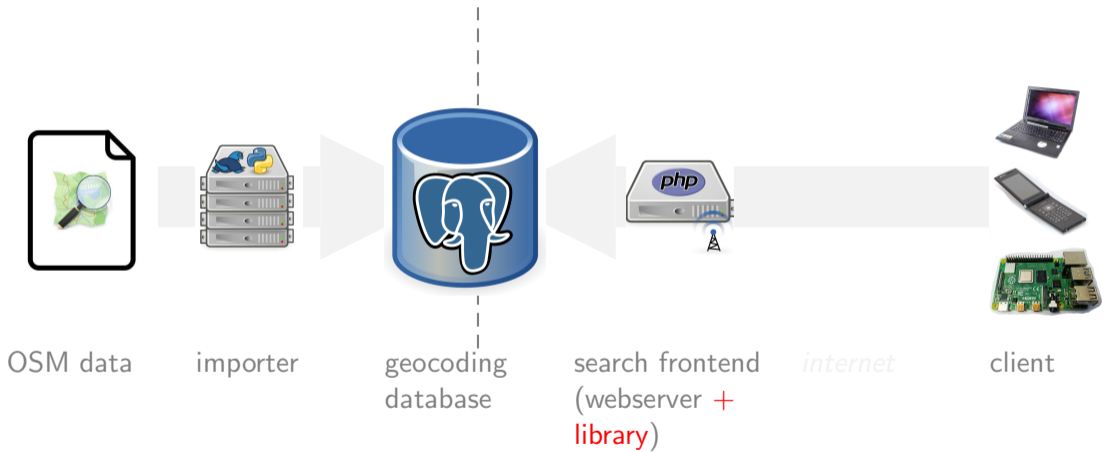 php
OSM data
importer
geocoding
database
search frontend
(webserver +
library)
internet
client